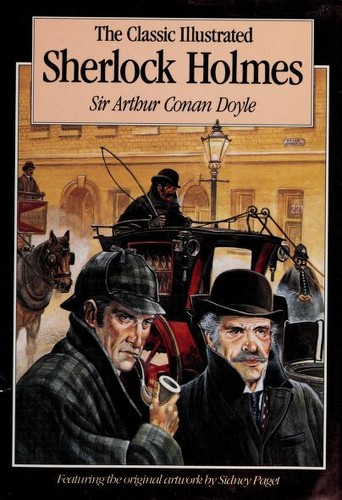 The Classic Illustrated
Sherlock Holmes
Sir Arthur Conan Doyle
Featuring the original artwork by Sidney Paget